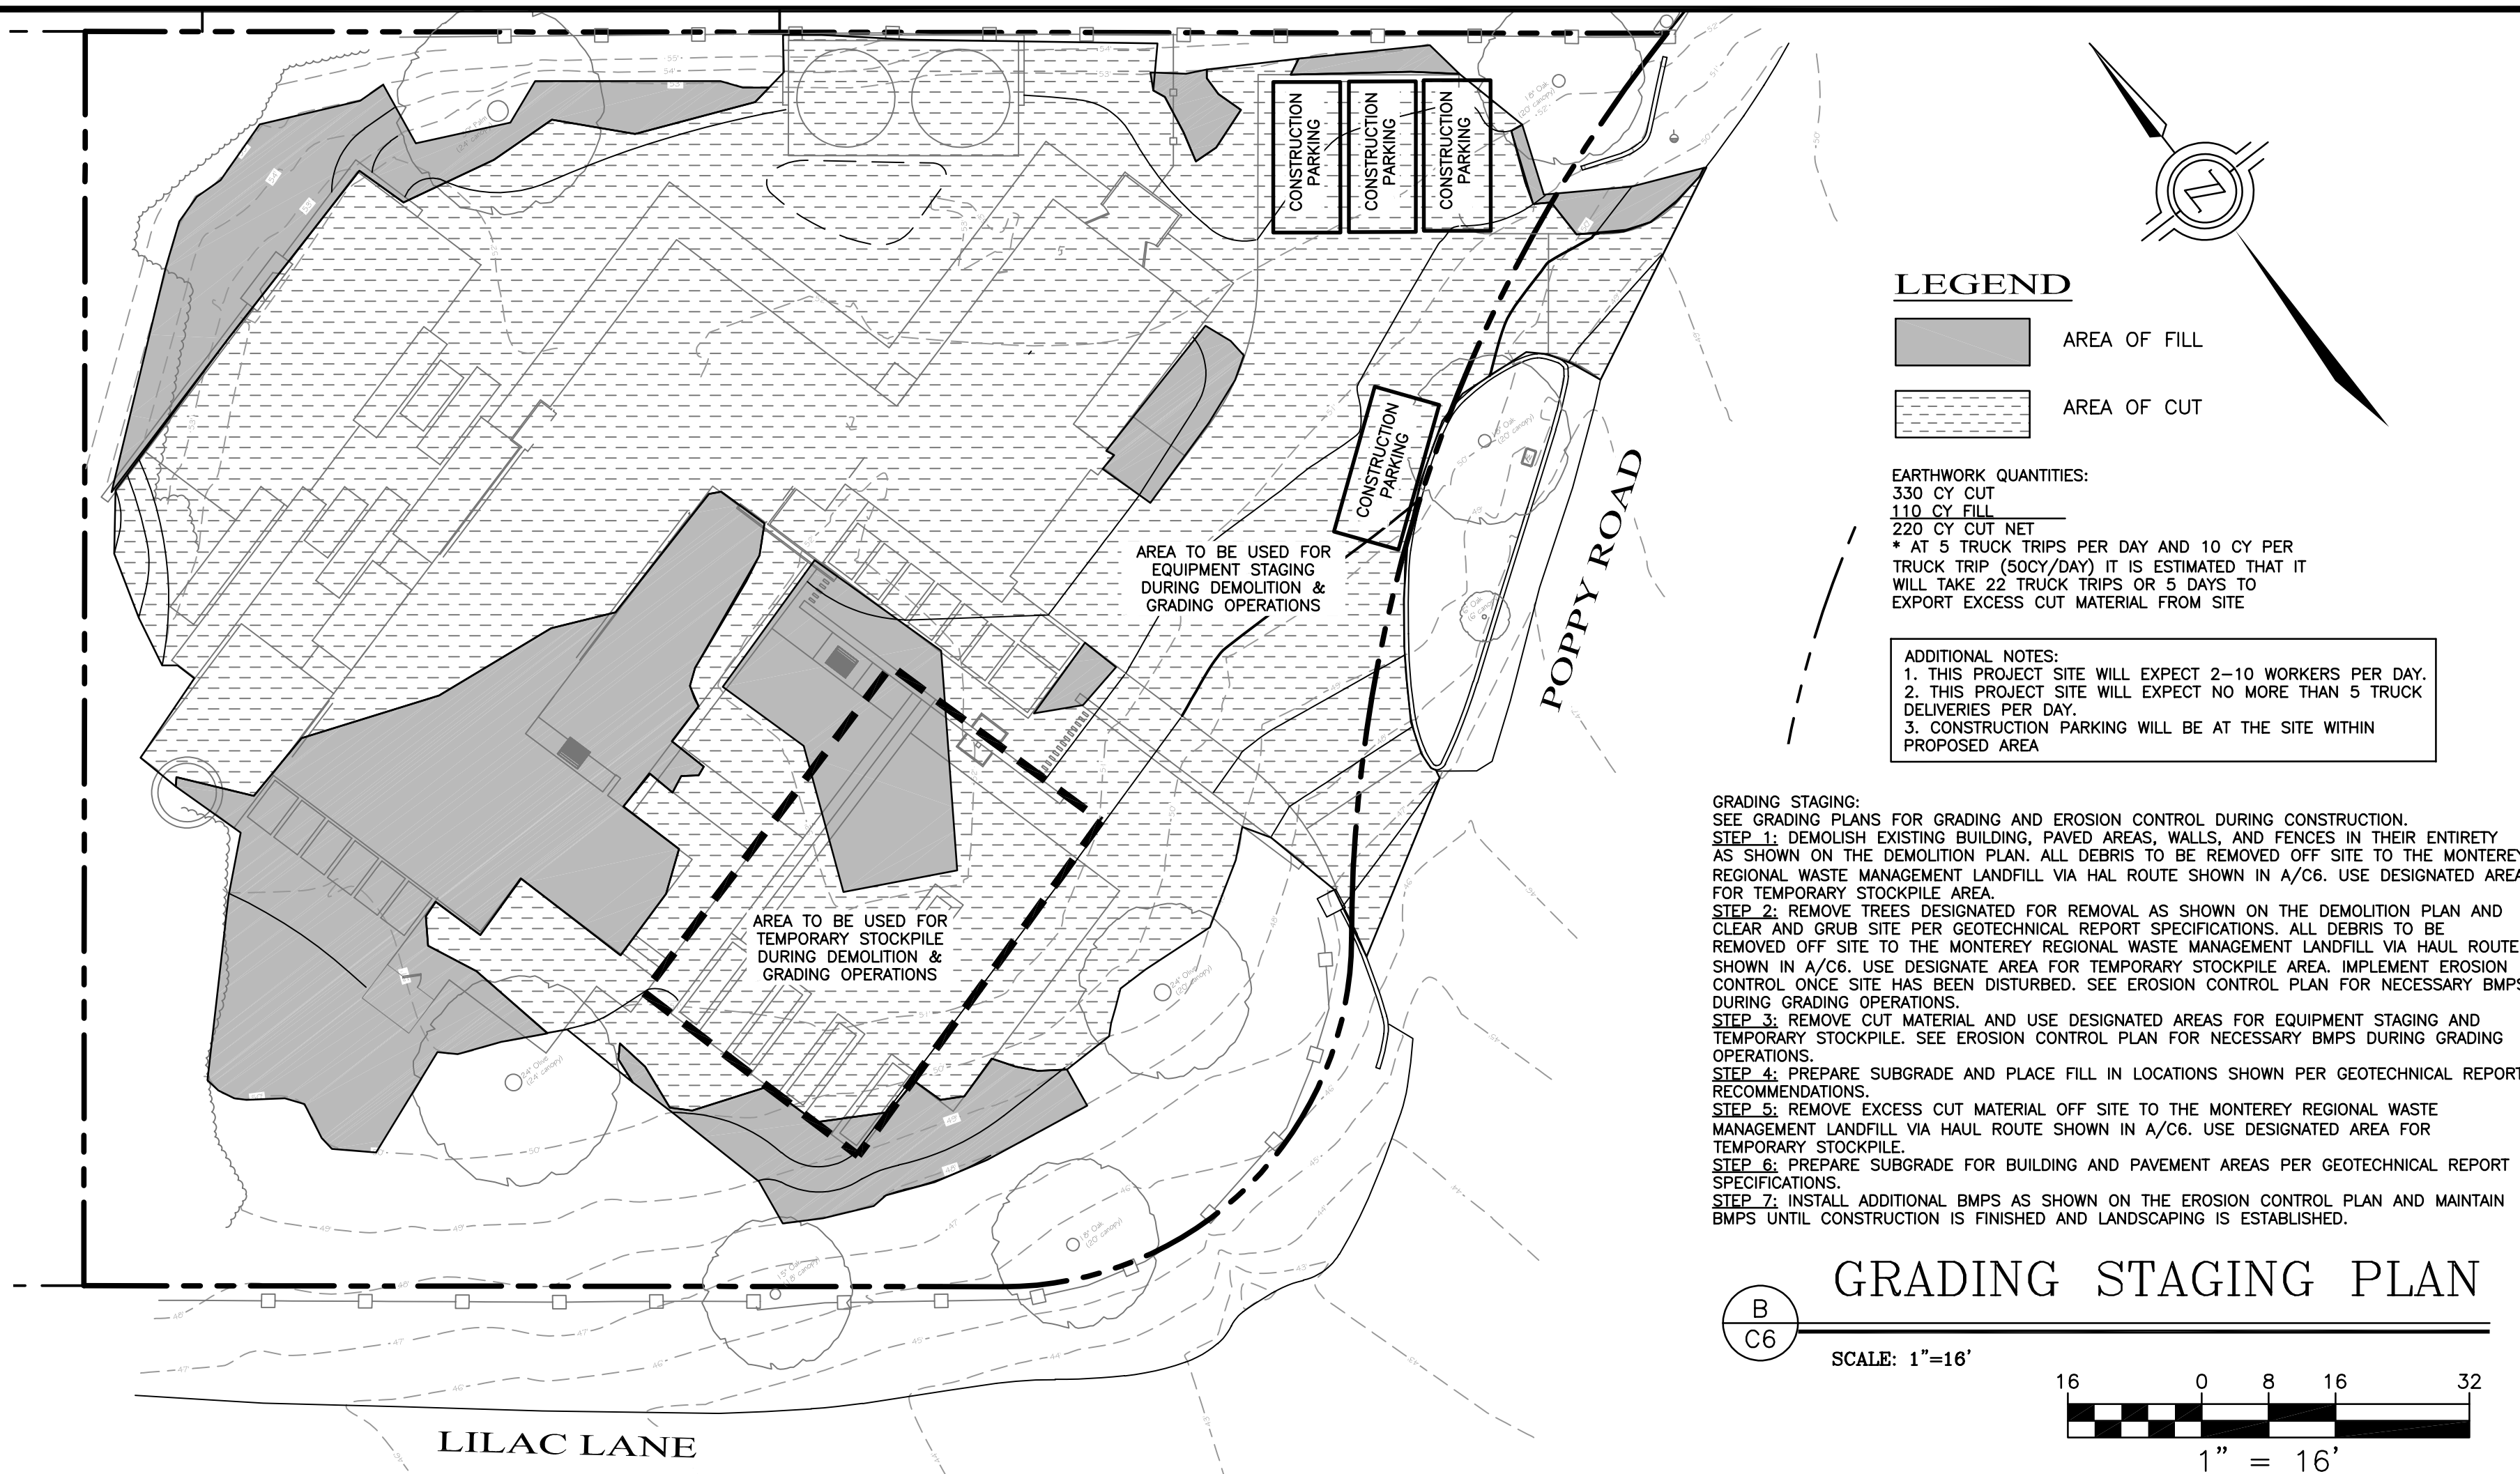 CONSTRUCTION
PARKING
CONSTRUCTION
PARKING
CONSTRUCTION
PARKING
CONSTRUCTION
PARKING
AREA TO BE USED FOR
EQUIPMENT STAGING
DURING DEMOLITION &
GRADING OPERATIONS
AREA TO BE USED FOR
TEMPORARY STOCKPILE
DURING DEMOLITION &
GRADING OPERATIONS
POPPY ROAD
LILAC LANE
18" Oak
(20' canopy)
24" Olive
(24' canopy)
24" Olive
(20' canopy)
18" Oak
(20' canopy)
15" Oak
LEGEND
AREA OF FILL
AREA OF CUT
EARTHWORK QUANTITIES:
330 CY CUT
110 CY FILL
220 CY CUT NET
* AT 5 TRUCK TRIPS PER DAY AND 10 CY PER
TRUCK TRIP (50CY/DAY) IT IS ESTIMATED THAT IT
WILL TAKE 22 TRUCK TRIPS OR 5 DAYS TO
EXPORT EXCESS CUT MATERIAL FROM SITE
ADDITIONAL NOTES:
1. THIS PROJECT SITE WILL EXPECT 2-10 WORKERS PER DAY.
2. THIS PROJECT SITE WILL EXPECT NO MORE THAN 5 TRUCK
DELIVERIES PER DAY.
3. CONSTRUCTION PARKING WILL BE AT THE SITE WITHIN
PROPOSED AREA
GRADING STAGING:
SEE GRADING PLANS FOR GRADING AND EROSION CONTROL DURING CONSTRUCTION.
STEP 1: DEMOLISH EXISTING BUILDING, PAVED AREAS, WALLS, AND FENCES IN THEIR ENTIRETY
AS SHOWN ON THE DEMOLITION PLAN. ALL DEBRIS TO BE REMOVED OFF SITE TO THE MONTEREY
REGIONAL WASTE MANAGEMENT LANDFILL VIA HAL ROUTE SHOWN IN A/C6. USE DESIGNATED AREA
FOR TEMPORARY STOCKPILE AREA.
STEP 2: REMOVE TREES DESIGNATED FOR REMOVAL AS SHOWN ON THE DEMOLITION PLAN AND
CLEAR AND GRUB SITE PER GEOTECHNICAL REPORT SPECIFICATIONS. ALL DEBRIS TO BE
REMOVED OFF SITE TO THE MONTEREY REGIONAL WASTE MANAGEMENT LANDFILL VIA HAUL ROUTE
SHOWN IN A/C6. USE DESIGNATE AREA FOR TEMPORARY STOCKPILE AREA. IMPLEMENT EROSION
CONTROL ONCE SITE HAS BEEN DISTURBED. SEE EROSION CONTROL PLAN FOR NECESSARY BMPS
DURING GRADING OPERATIONS.
STEP 3: REMOVE CUT MATERIAL AND USE DESIGNATED AREAS FOR EQUIPMENT STAGING AND
TEMPORARY STOCKPILE. SEE EROSION CONTROL PLAN FOR NECESSARY BMPS DURING GRADING
OPERATIONS.
STEP 4: PREPARE SUBGRADE AND PLACE FILL IN LOCATIONS SHOWN PER GEOTECHNICAL REPORT
RECOMMENDATIONS.
STEP 5: REMOVE EXCESS CUT MATERIAL OFF SITE TO THE MONTEREY REGIONAL WASTE
MANAGEMENT LANDFILL VIA HAUL ROUTE SHOWN IN A/C6. USE DESIGNATED AREA FOR
TEMPORARY STOCKPILE.
STEP 6: PREPARE SUBGRADE FOR BUILDING AND PAVEMENT AREAS PER GEOTECHNICAL REPORT
SPECIFICATIONS.
STEP 7: INSTALL ADDITIONAL BMPS AS SHOWN ON THE EROSION CONTROL PLAN AND MAINTAIN
BMPS UNTIL CONSTRUCTION IS FINISHED AND LANDSCAPING IS ESTABLISHED.
GRADING STAGING PLAN
B
C6
SCALE: 1"=16'
16 0 8 16 32
1" = 16'